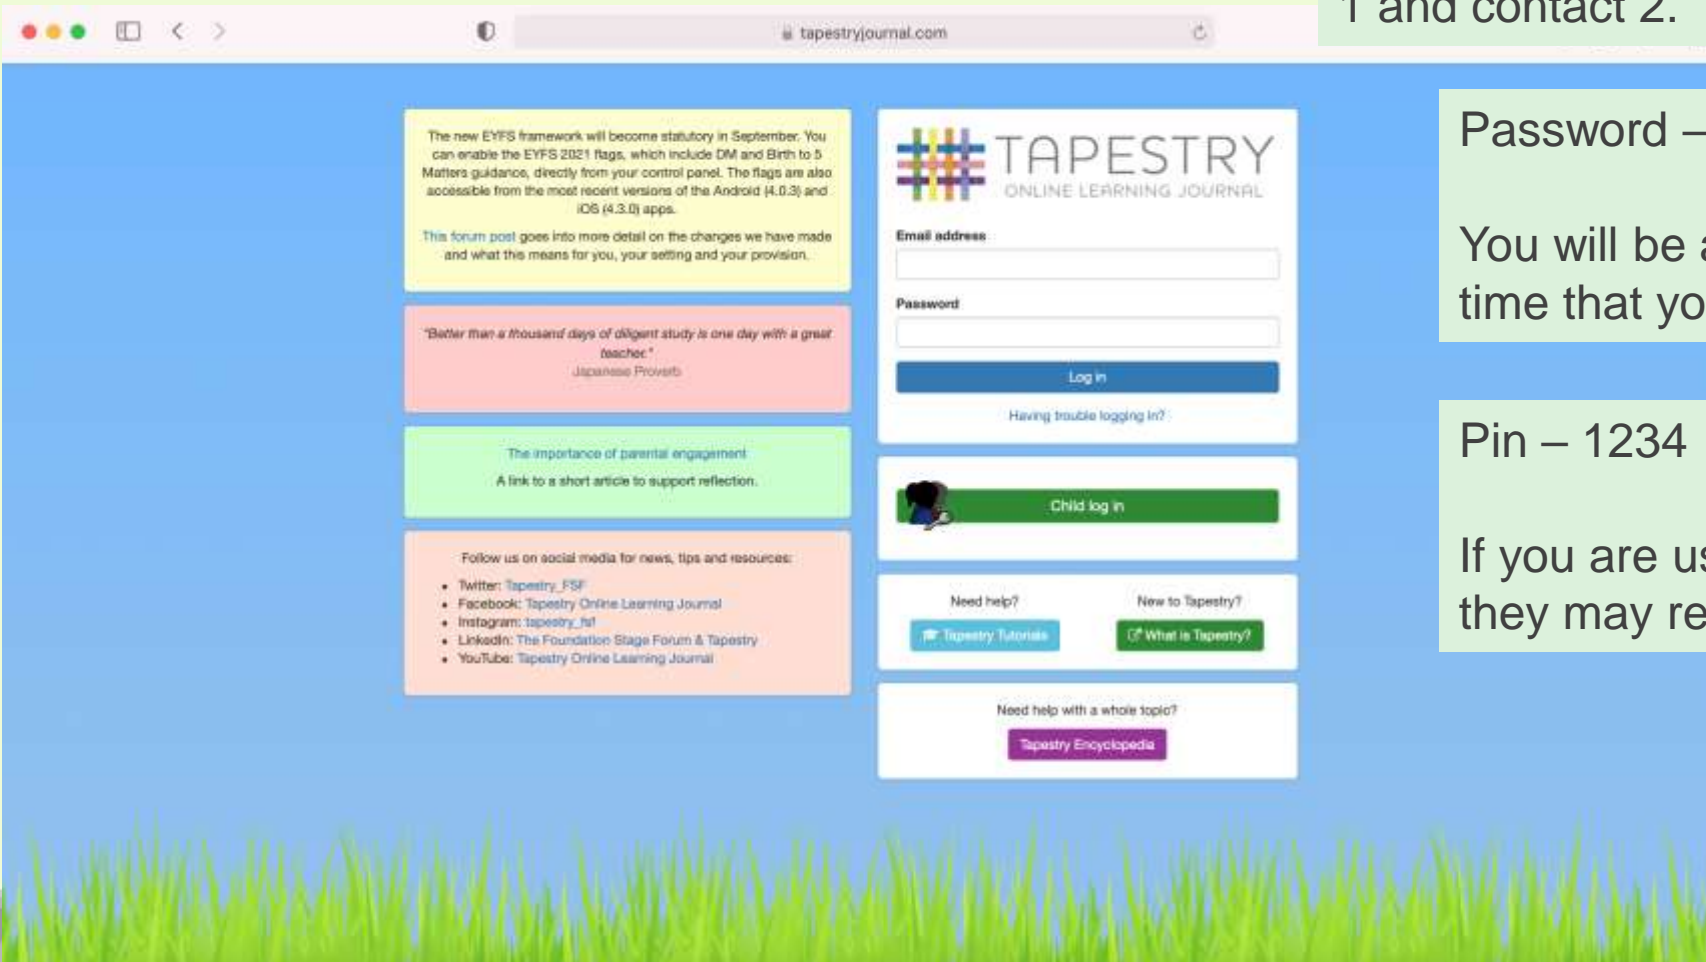 1 and contact 2.
tapestryjournal.com
The new EYFS framework will become statutory in September. You
can enable the EYFS 2021 flags, which include DM and Birth to 5
Matters guidance, directly from your control panel. The flags are also
accessible from the most recent versions of the Android (4.0.3) and
iOS (4.3.0) apps.
This forum post goes into more detail on the changes we have made
and what this means for you, your setting and your provision.
"Better than a thousand days of diligent study is one day with a great
teacher."
Japanese Proverb
The importance of parental engagement
A link to a short article to support reflection.
Follow us on social media for news, tips and resources:
• Twitter: Tapestry_FSF
• Facebook: Tapestry Online Learning Journal
• Instagram: tapestry_fsf
• LinkedIn: The Foundation Stage Forum & Tapestry
• YouTube: Tapestry Online Learning Journal
TAPESTRY
ONLINE LEARNING JOURNAL
Email address
Password
Log in
Having trouble logging in?
Child log in
Need help?
Tapestry Tutorials
New to Tapestry?
What is Tapestry?
Need help with a whole topic?
Tapestry Encyclopedia
Password –
You will be a
time that yo
Pin – 1234
If you are us
they may re